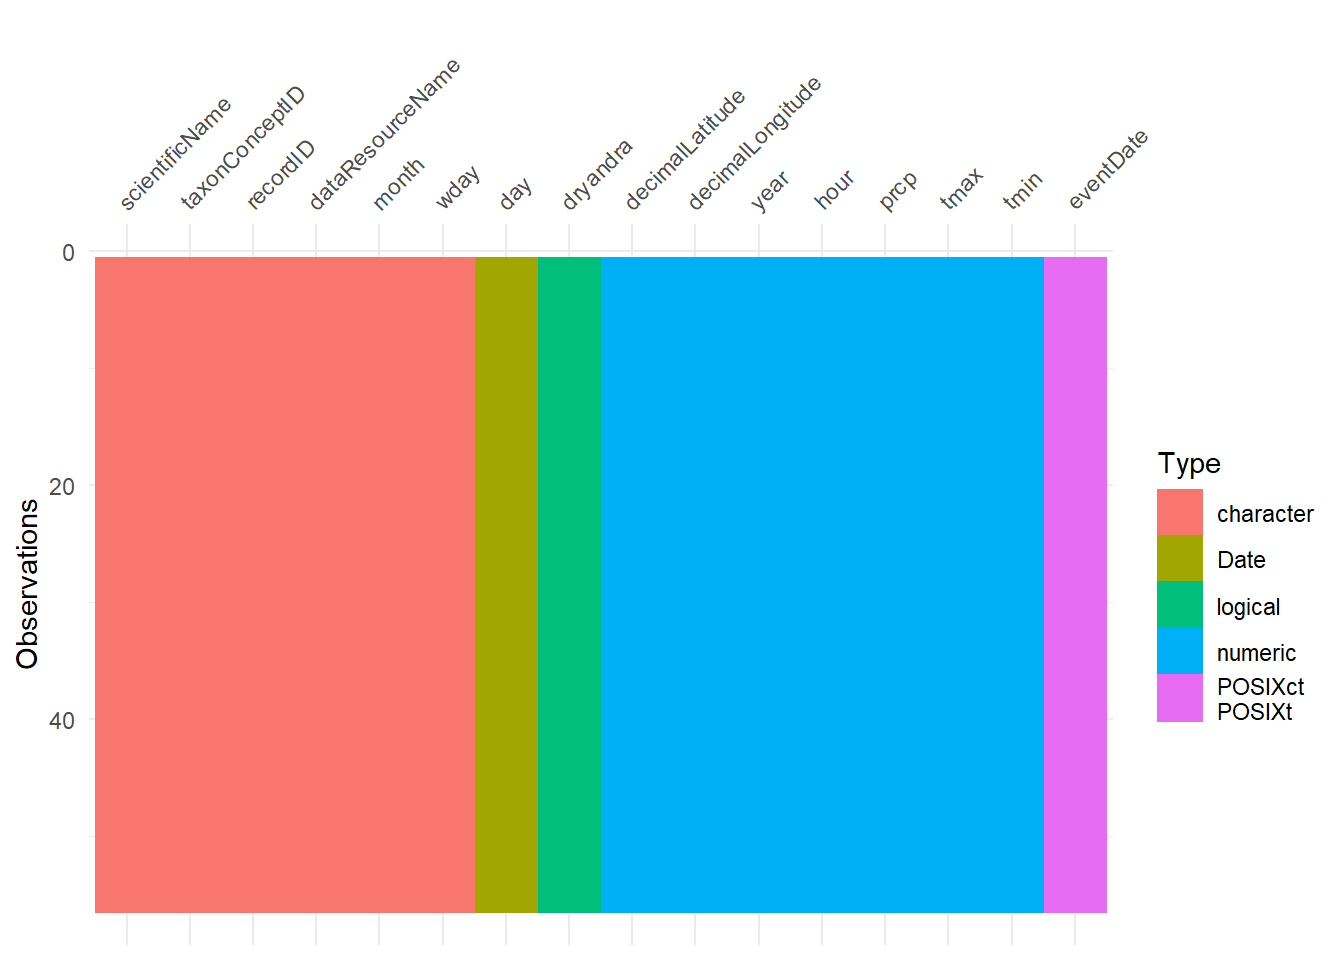 scientificName
taxonConceptID
recordID
dataResourceName
month
wday
day
dryandra
decimalLatitude
decimalLongitude
year
hour
prcp
tmax
tmin
eventDate
0
20
40
Observations
Type
character
Date
logical
numeric
POSIXct
POSIXt